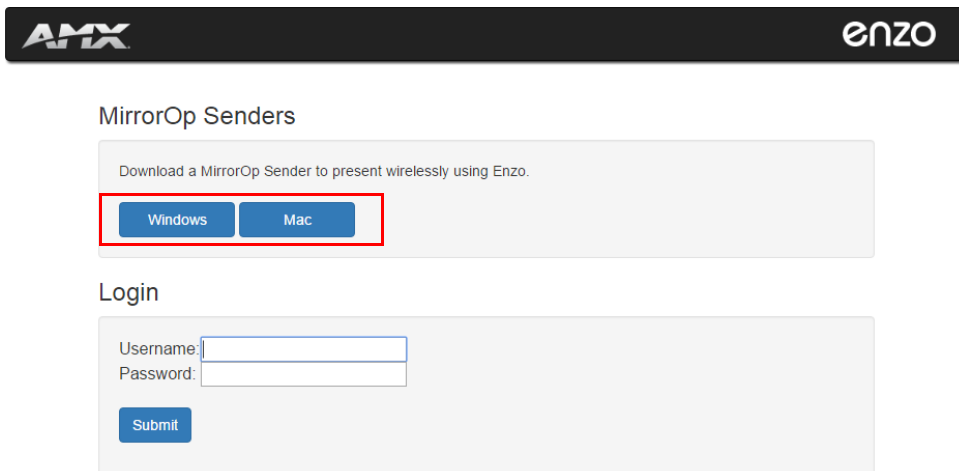 AMX enzo
MirrorOp Senders
Download a MirrorOp Sender to present wirelessly using Enzo.
Windows Mac
Login
Username:
Password:
Submit